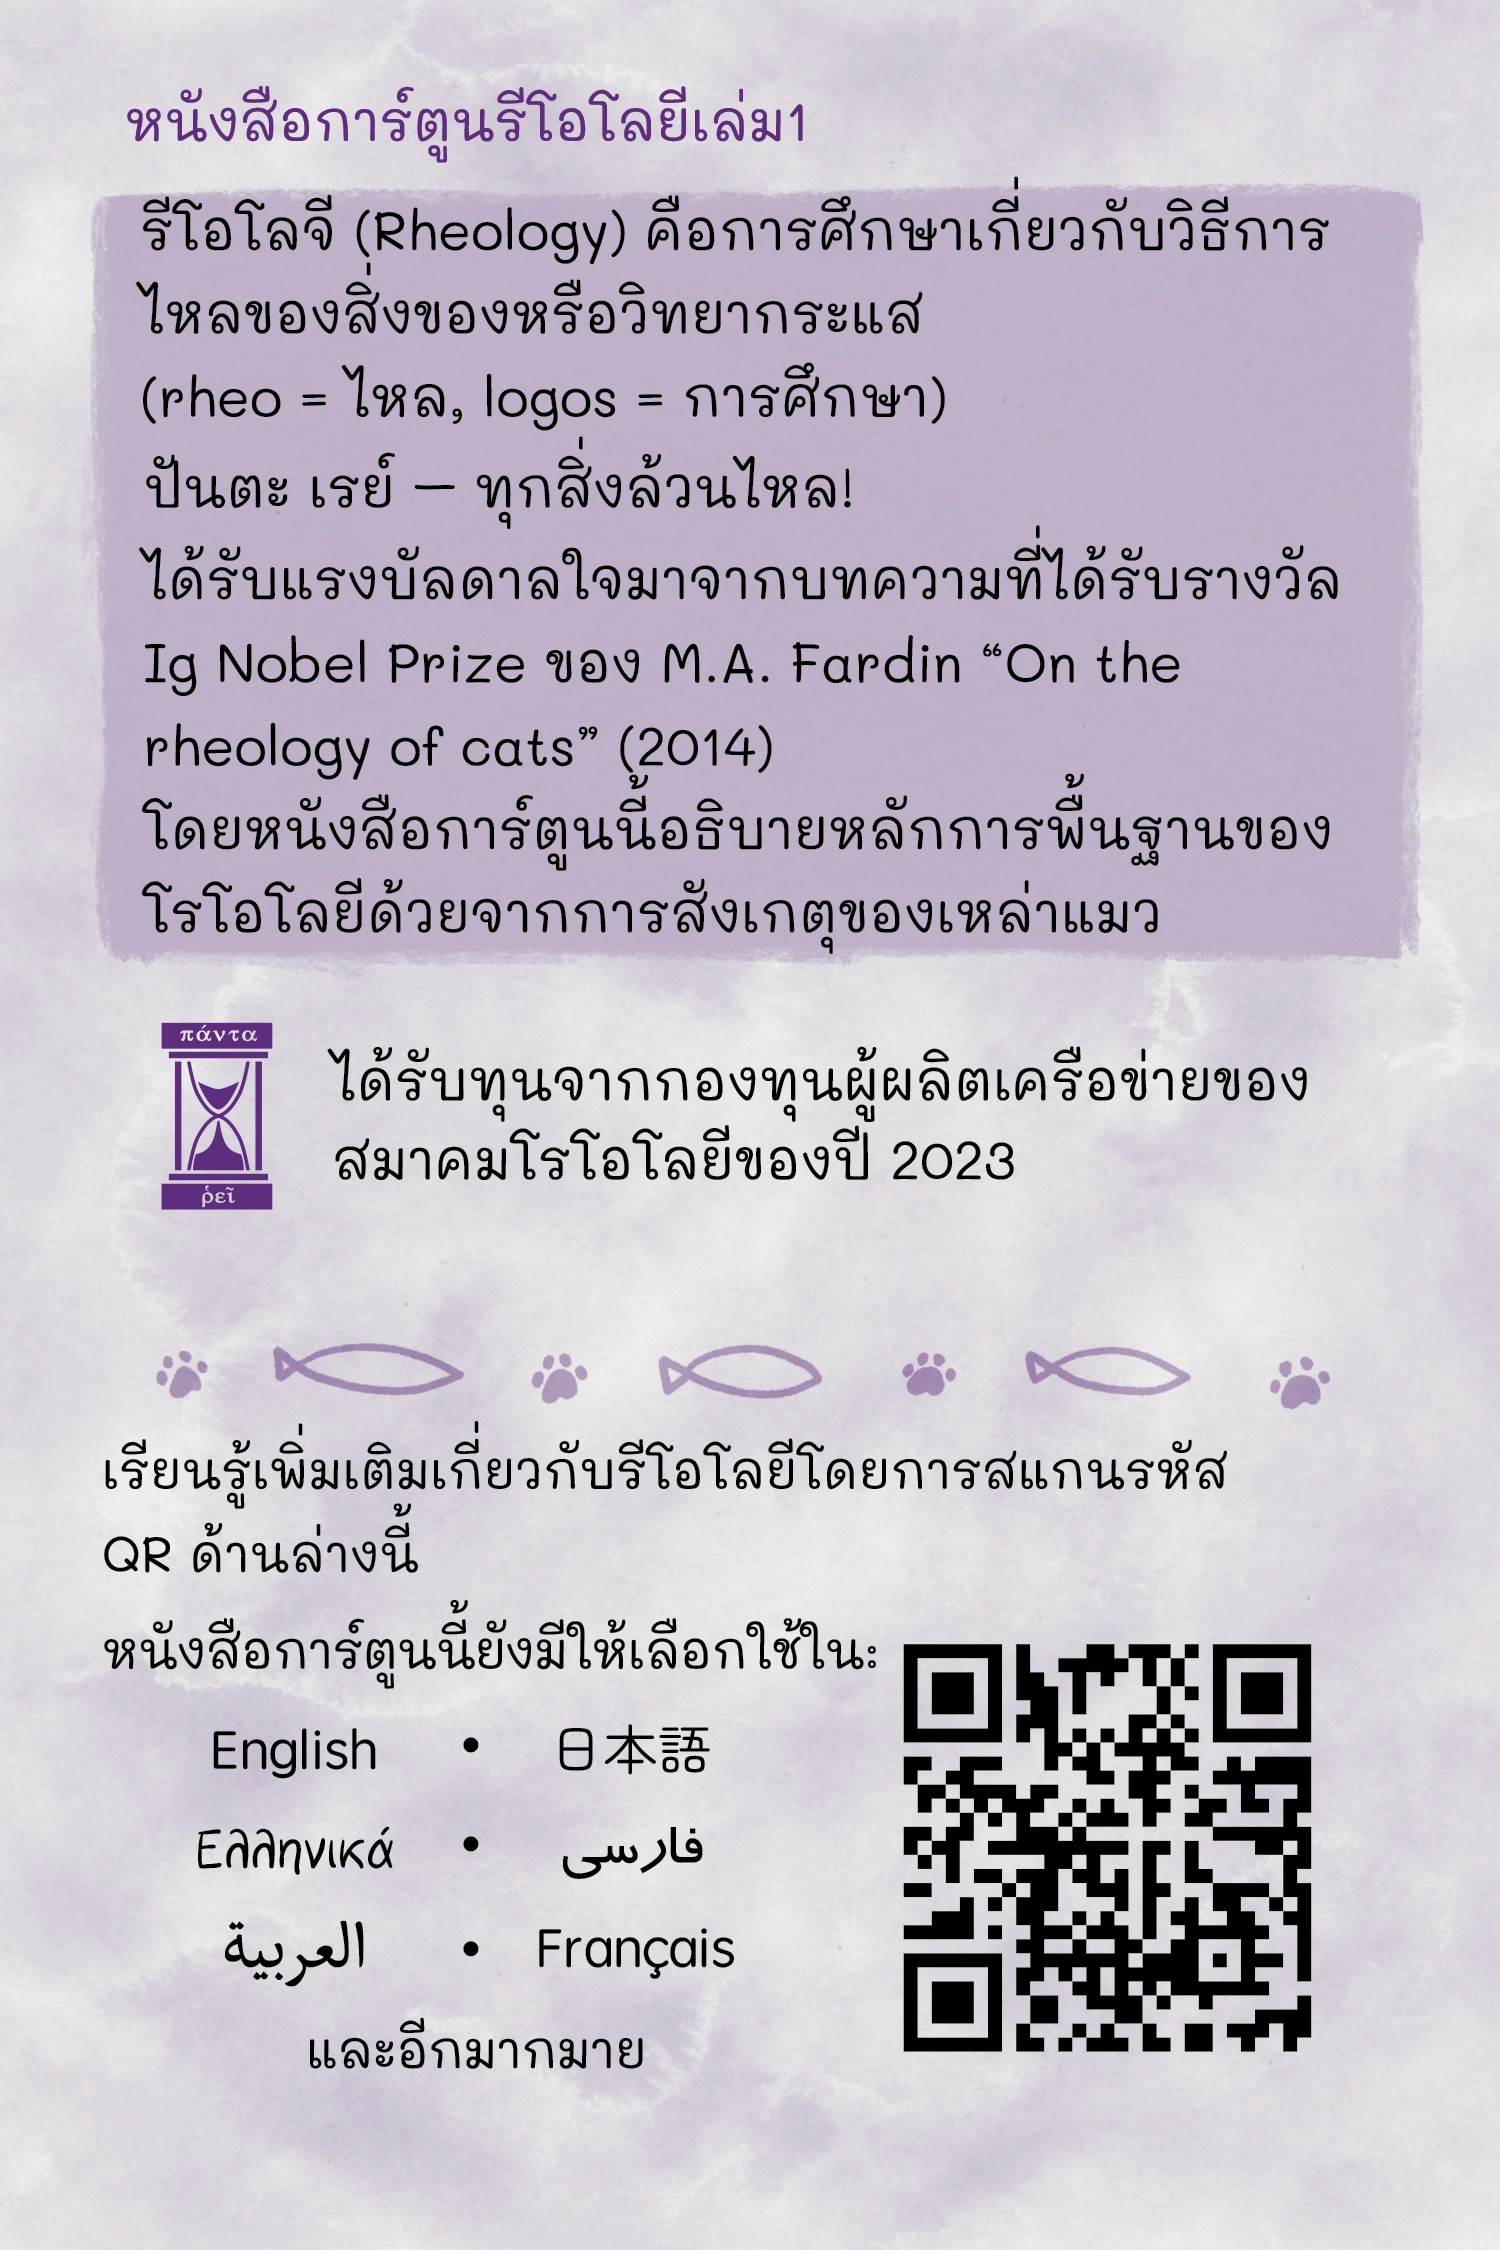 หนังสือการ์ตูนรีโอโลยีเล่ม1
รีโอโลจี (Rheology) คือการศึกษาเกี่ยวกับวิธีการ
ไหลของสิ่งของหรือวิทยากระแส
(rheo = ไหล, logos = การศึกษา)
ปันตะ เรย์ – ทุกสิ่งล้วนไหล!
ได้รับแรงบัลดาลใจมาจากบทความที่ได้รับรางวัล
Ig Nobel Prize ของ M.A. Fardin “On the
rheology of cats” (2014)
โดยหนังสือการ์ตูนนี้อธิบายหลักการพื้นฐานของ
โรโอโลยีด้วยจากการสังเกตุของเหล่าแมว
πάντα
ῥεῖ
ได้รับทุนจากกองทุนผู้ผลิตเครือข่ายของ
สมาคมโรโอโลยีของปี 2023
เรียนรู้เพิ่มเติมเกี่ยวกับรีโอโลยีโดยการสแกนรหัส
QR ด้านล่างนี้
หนังสือการ์ตูนนี้ยังมีให้เลือกใช้ใน:
English • 日本語
Ελληνικά • فارسی
العربية • Français
และอีกมากมาย